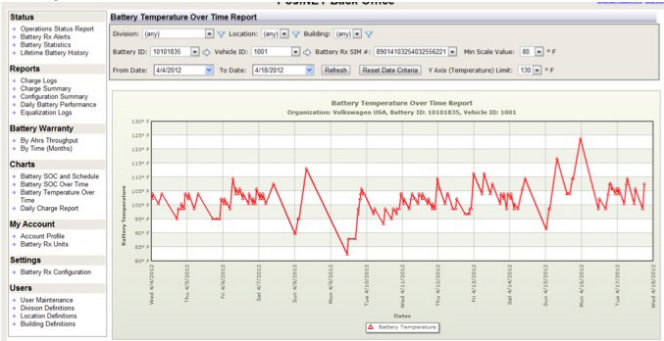 PosiNET Back Office
Status
Operations Status Report
Battery Rx Alerts
Battery Statistics
Lifetime Battery History
Reports
Charge Logs
Charge Summary
Configuration Summary
Daily Battery Performance
Equalization Logs
Battery Warranty
By Ahrs Throughput
By Time (Months)
Charts
Battery SOC and Schedule
Battery SOC Over Time
Battery Temperature Over
Time
Daily Charge Report
My Account
Account Profile
Battery Rx Units
Settings
Battery Rx Configuration
Users
User Maintenance
Division Definitions
Location Definitions
Building Definitions
Battery Temperature Over Time Report
Division: (any) Location: (any) Building: (any)
Battery ID: 10101835 Vehicle ID: 1001 Battery Rx SIM #: 89014103254032556221 Min Scale Value: 80 ° F
From Date: 4/4/2012 To Date: 4/18/2012 Refresh Reset Date Criteria Y Axis (Temperature) Limit: 130 ° F
Battery Temperature Over Time Report
Organization: Volkswagen USA, Battery ID: 10101835, Vehicle ID: 1001
Battery Temperature
130° F
125° F
120° F
115° F
110° F
105° F
100° F
95° F
90° F
85° F
80° F
Wed 4/4/2012
Thu 4/5/2012
Fri 4/6/2012
Sat 4/7/2012
Sun 4/8/2012
Mon 4/9/2012
Tue 4/10/2012
Wed 4/11/2012
Thu 4/12/2012
Fri 4/13/2012
Sat 4/14/2012
Sun 4/15/2012
Mon 4/16/2012
Tue 4/17/2012
Wed 4/18/2012
Dates
Battery Temperature